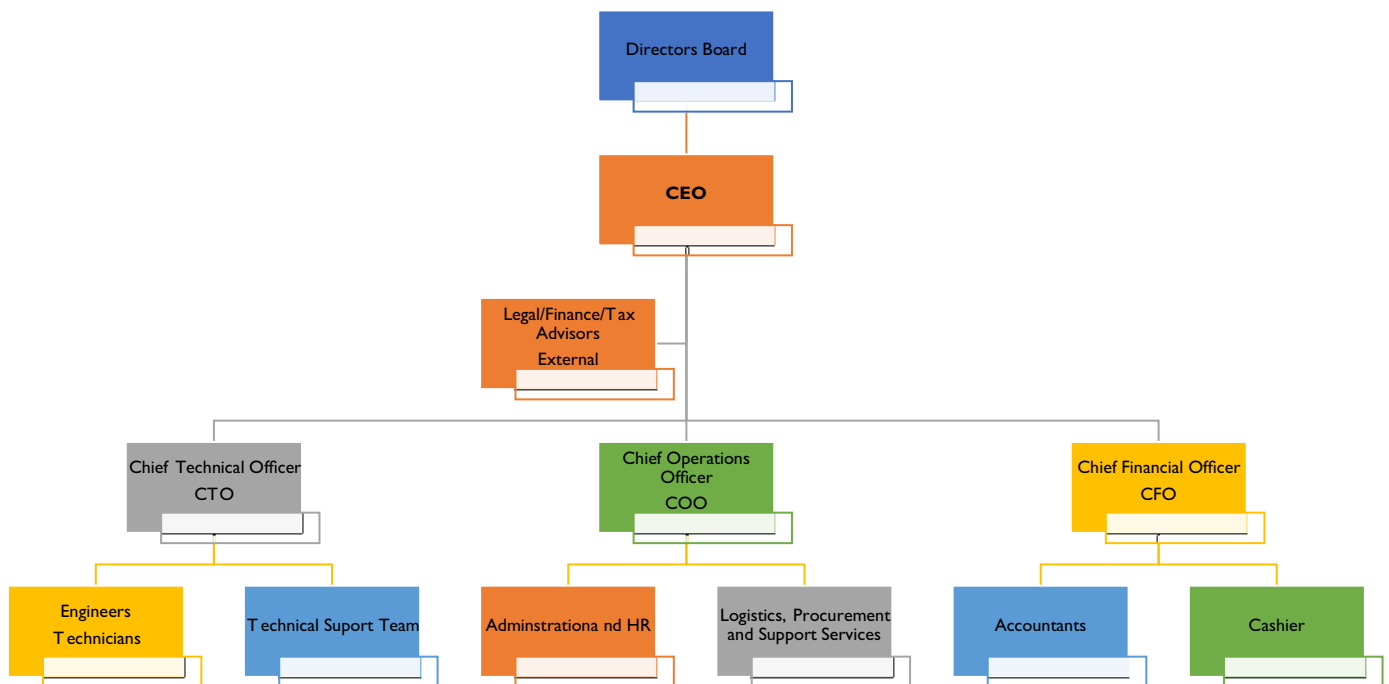 Directors Board
CEO
Legal/Finance/Tax
Advisors
External
Chief Technical Officer
CTO
Chief Operations
Officer
COO
Chief Financial Officer
CFO
Engineers
Technicians
Technical Suport Team
Adminstrationa nd HR
Logistics, Procurement
and Support Services
Accountants
Cashier